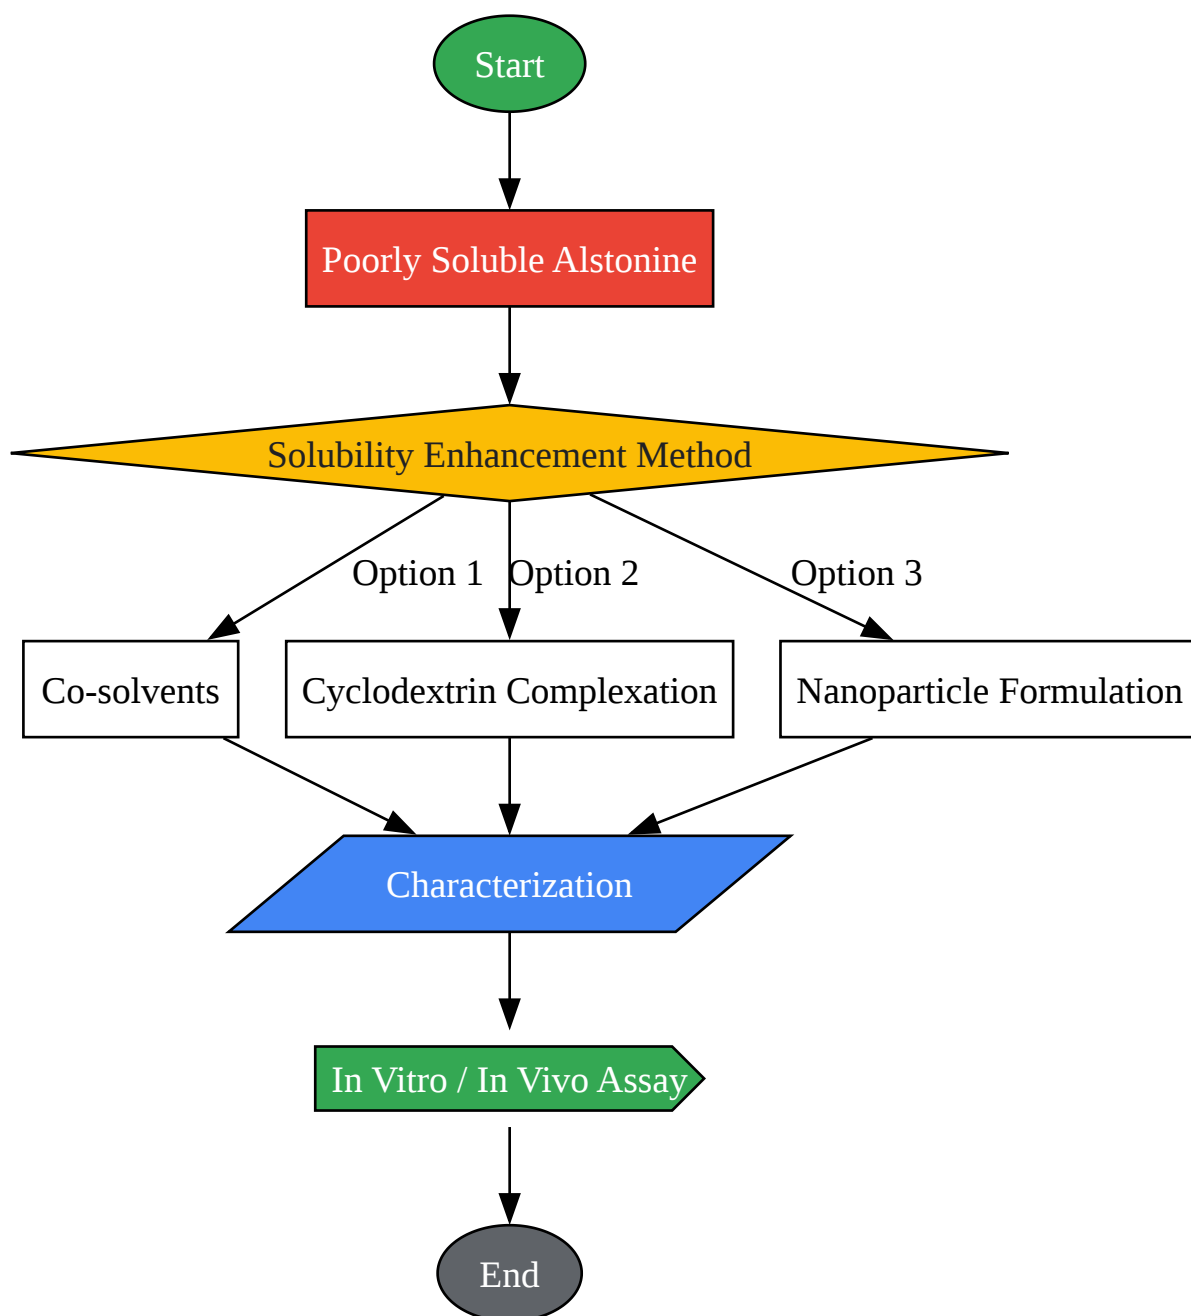 Start
Poorly Soluble Alstonine
Solubility Enhancement Method
Option 1
Option 2
Option 3
Co-solvents
Cyclodextrin Complexation
Nanoparticle Formulation
Characterization
In Vitro / In Vivo Assay
End